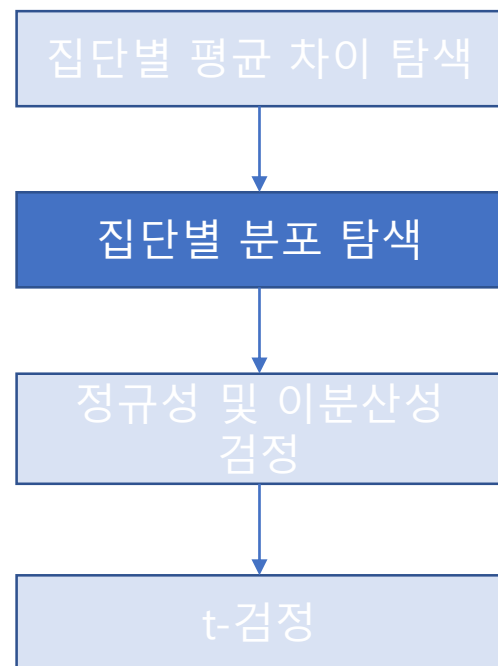 집단별 평균 차이 탐색
집단별 분포 탐색
정규성 및 이분산성
검정
t-검정